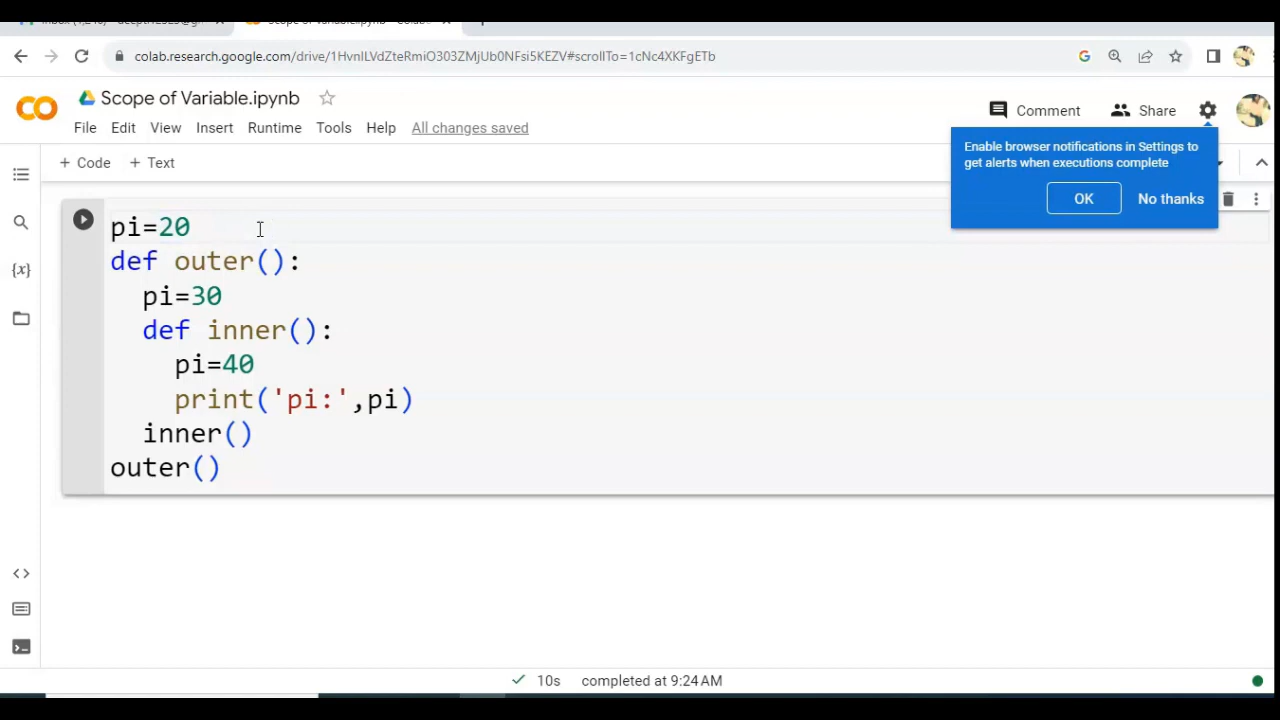 colab.research.google.com/drive/1HvnlLVdZteRmiO303ZMjUb0NFsi5KEZV#scrollTo=1cNc4XKFgETb
Scope of Variable.ipynb
Comment
Share
File Edit View Insert Runtime Tools Help All changes saved
Enable browser notifications in Settings to
get alerts when executions complete
OK No thanks
+ Code + Text
{x}
pi=20
def outer():
pi=30
def inner():
pi=40
print('pi:',pi)
inner()
outer()
<>
10s completed at 9:24 AM